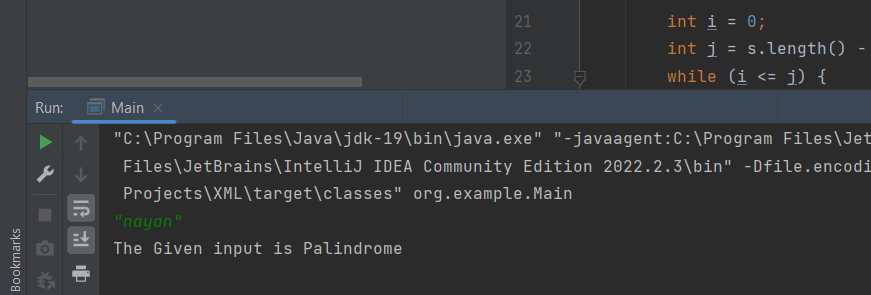 21 int i = 0;
22 int j = s.length() -
23 while (i <= j) {
Run: Main
"C:\Program Files\Java\jdk-19\bin\java.exe" "-javaagent:C:\Program Files\Jet
Files\JetBrains\IntelliJ IDEA Community Edition 2022.2.3\bin" -Dfile.encodi
Projects\XML\target\classes" org.example.Main
"nayan"
The Given input is Palindrome
Bookmarks